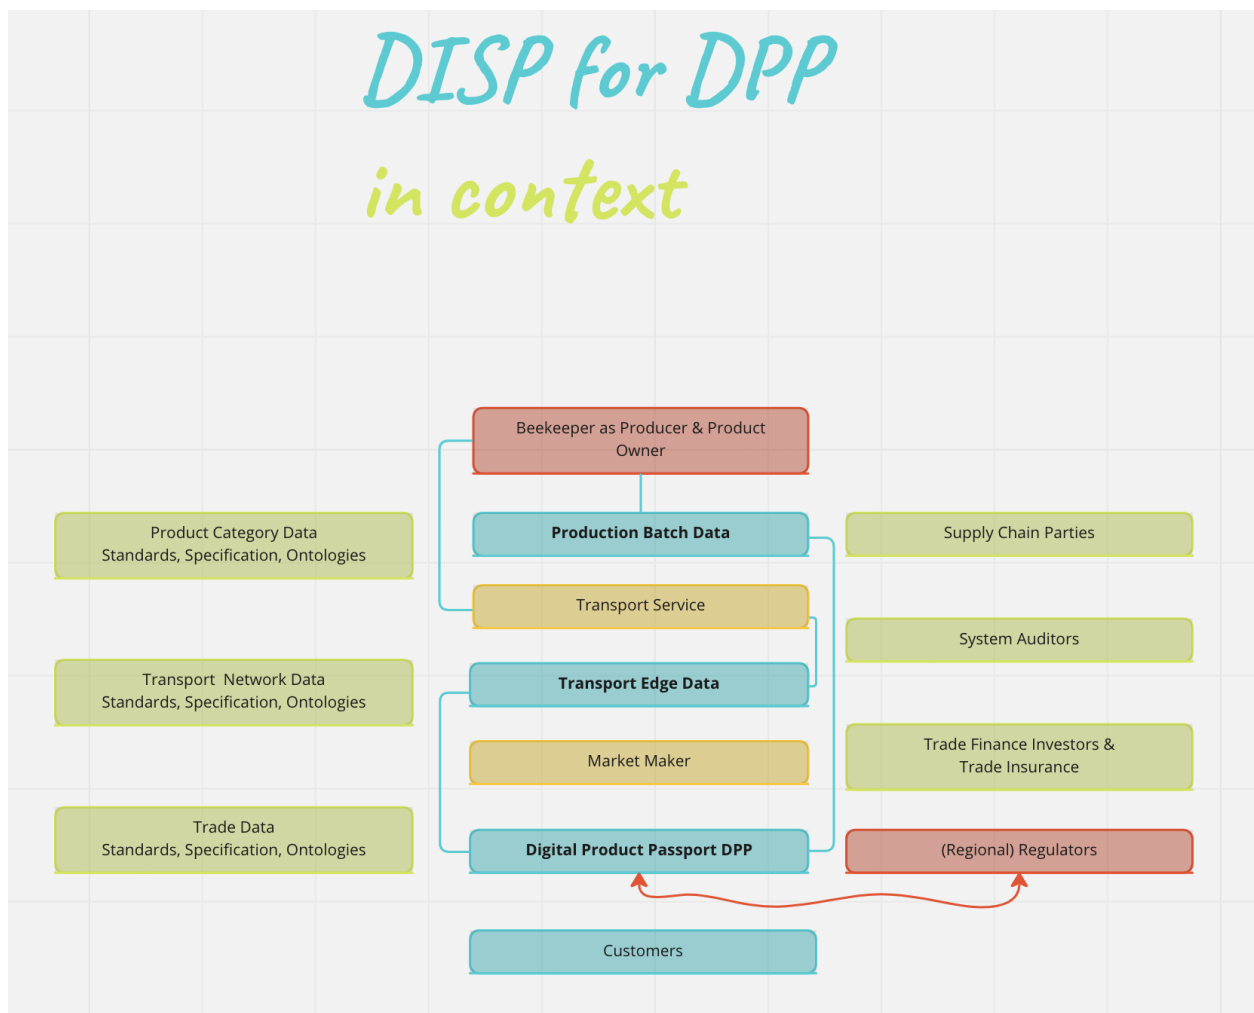 DISP for DPP
in context
Beekeeper as Producer & Product
Owner
Product Category Data
Standards, Specification, Ontologies
Production Batch Data
Supply Chain Parties
Transport Service
System Auditors
Transport  Network Data
Standards, Specification, Ontologies
Transport Edge Data
Trade Finance Investors &
Trade Insurance
Market Maker
Trade Data
Standards, Specification, Ontologies
Digital Product Passport DPP
(Regional) Regulators
Customers